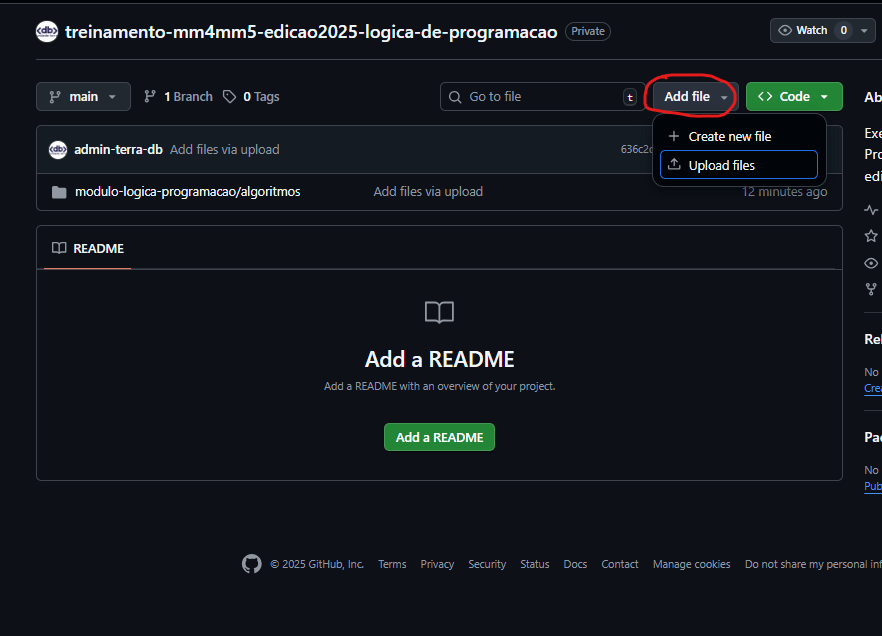 <db> treinamento-mm4mm5-edicao2025-logica-de-programacao Private Watch 0
main 1 Branch 0 Tags Go to file t Add file <> Code
Create new file
Upload files
<db> admin-terra-db Add files via upload 636c2c
modulo-logica-programacao/algoritmos Add files via upload 12 minutes ago
README
Add a README
Add a README with an overview of your project.
Add a README
Ab
Exe
Pro
edi
Rel
No
Crea
Pac
No
Pub
© 2025 GitHub, Inc. Terms Privacy Security Status Docs Contact Manage cookies Do not share my personal inf